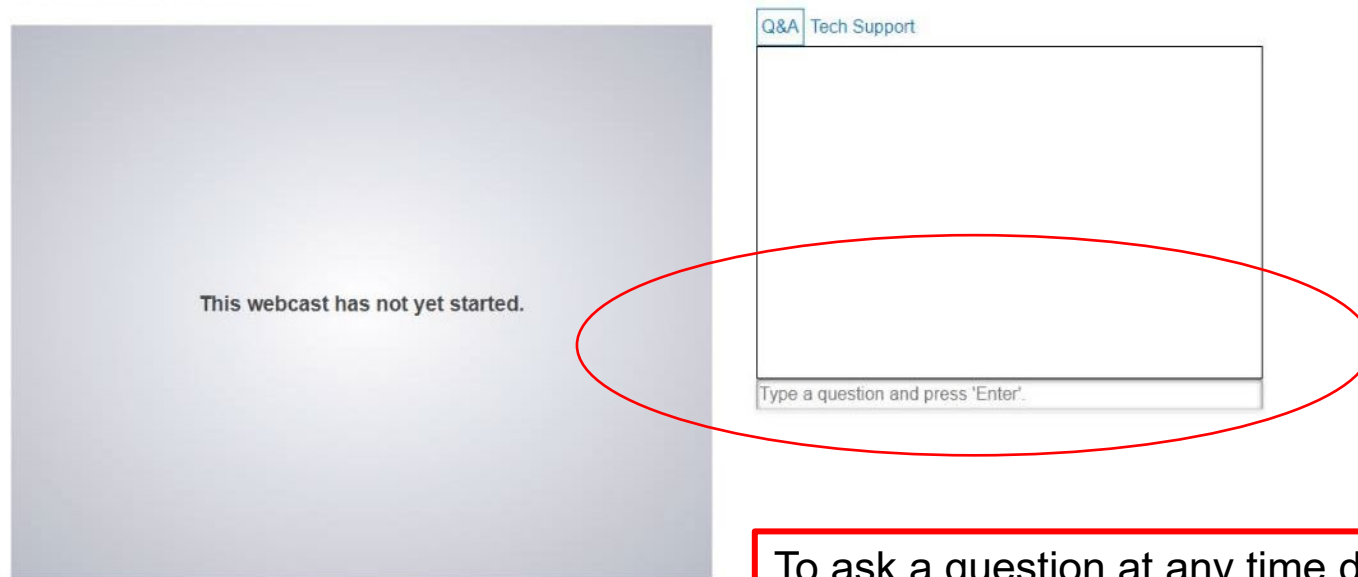 Q&A Tech Support
This webcast has not yet started.
Type a question and press 'Enter'.
To ask a question at any time d